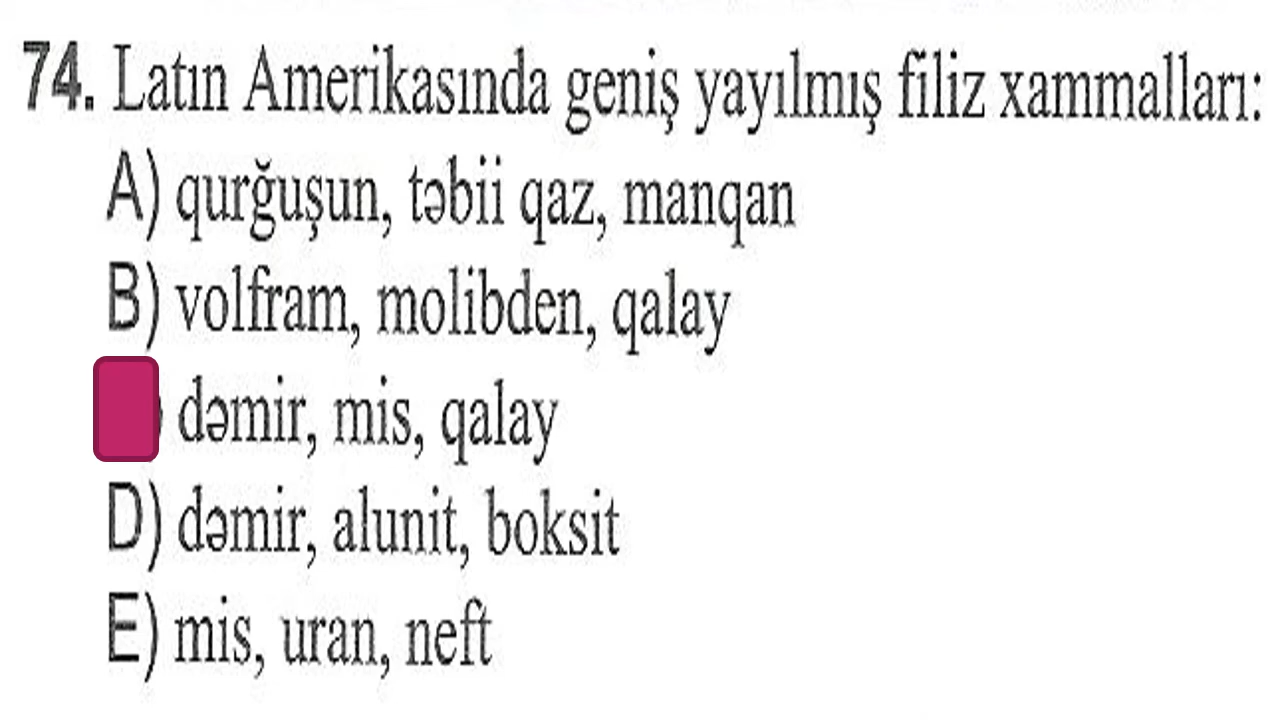 74. Latın Amerikasında geniş yayılmış filiz xammalları:
A) qurğuşun, təbii qaz, manqan
B) volfram, molibden, qalay
) dəmir, mis, qalay
D) dəmir, alunit, boksit
E) mis, uran, neft